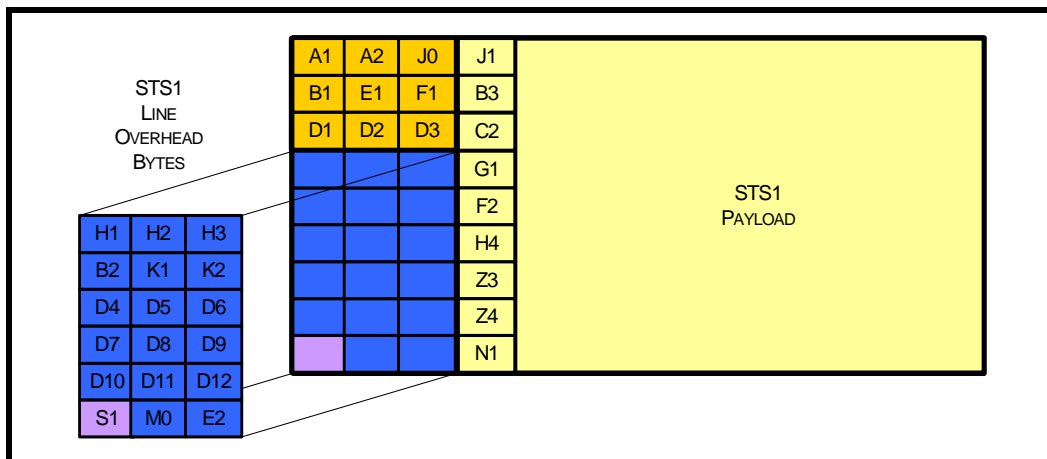 A1 A2 J0 J1
B1 E1 F1 B3
D1 D2 D3 C2
G1
F2
H4
Z3
Z4
N1
STS1
LINE
OVERHEAD
BYTES
STS1
PAYLOAD
H1 H2 H3
B2 K1 K2
D4 D5 D6
D7 D8 D9
D10 D11 D12
S1 M0 E2